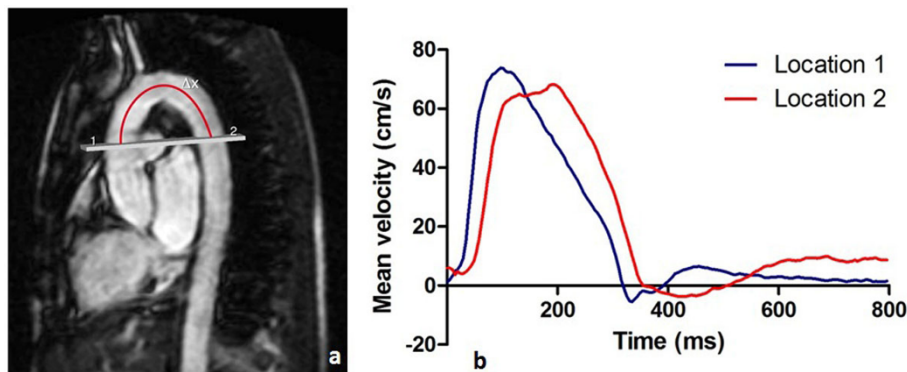 Δx
1
2
a
80
60
40
20
0
-20
Mean velocity (cm/s)
Location 1
Location 2
200
400
600
800
Time (ms)
b